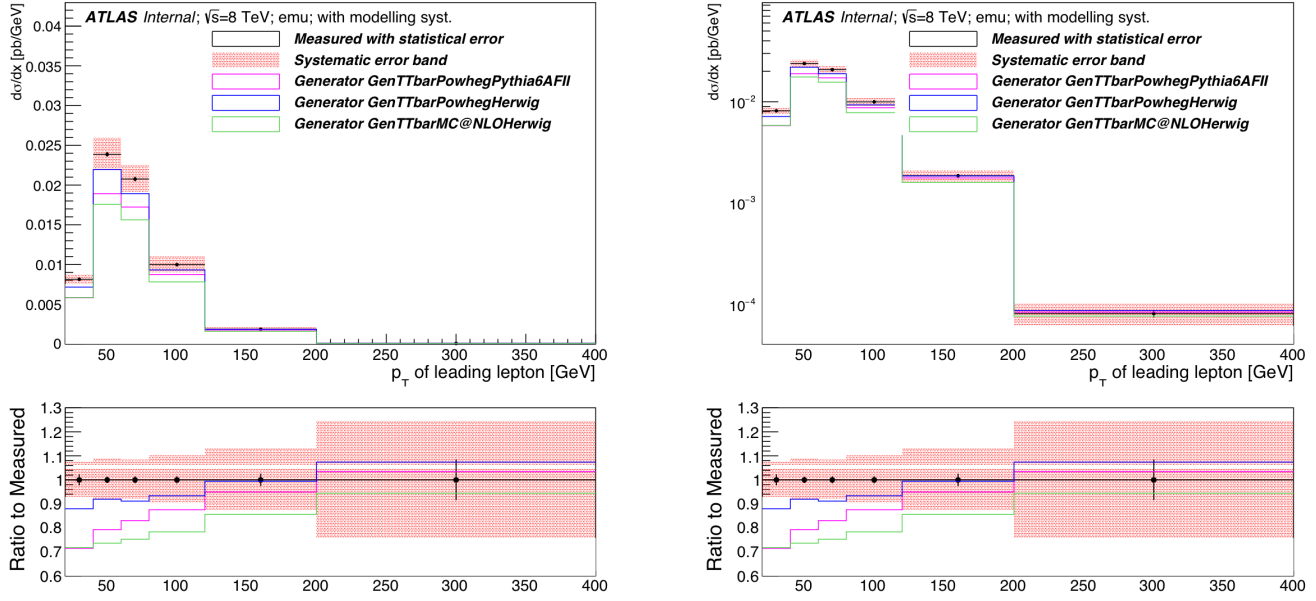 ATLAS Internal; √s=8 TeV; emu; with modelling syst.
Measured with statistical error
Systematic error band
Generator GenTTbarPowhegPythia6AFII
Generator GenTTbarPowhegHerwig
Generator GenTTbarMC@NLOHerwig
dσ/dx [pb/GeV]
0.04
0.035
0.03
0.025
0.02
0.015
0.01
0.005
0
50 100 150 200 250 300 350 400
p_T of leading lepton [GeV]
Ratio to Measured
1.3
1.2
1.1
1
0.9
0.8
0.7
0.6
0 50 100 150 200 250 300 350 400
ATLAS Internal; √s=8 TeV; emu; with modelling syst.
Measured with statistical error
Systematic error band
Generator GenTTbarPowhegPythia6AFII
Generator GenTTbarPowhegHerwig
Generator GenTTbarMC@NLOHerwig
dσ/dx [pb/GeV]
10⁻²
10⁻³
10⁻⁴
50 100 150 200 250 300 350 400
p_T of leading lepton [GeV]
Ratio to Measured
1.3
1.2
1.1
1
0.9
0.8
0.7
0.6
0 50 100 150 200 250 300 350 400